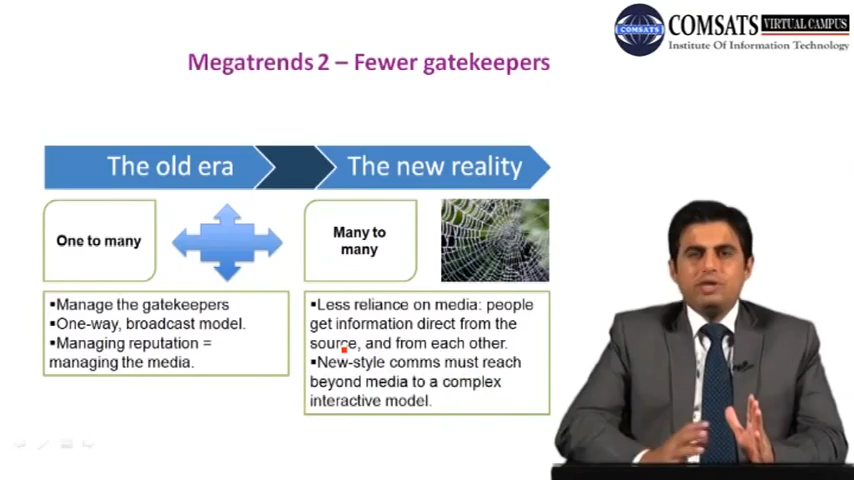 COMSATS VIRTUAL CAMPUS
Institute Of Information Technology
COMSATS
Megatrends 2 – Fewer gatekeepers
The old era
The new reality
One to many
Many to
many
▪Manage the gatekeepers
▪One-way, broadcast model.
▪Managing reputation =
managing the media.
▪Less reliance on media: people
get information direct from the
source, and from each other.
▪New-style comms must reach
beyond media to a complex
interactive model.